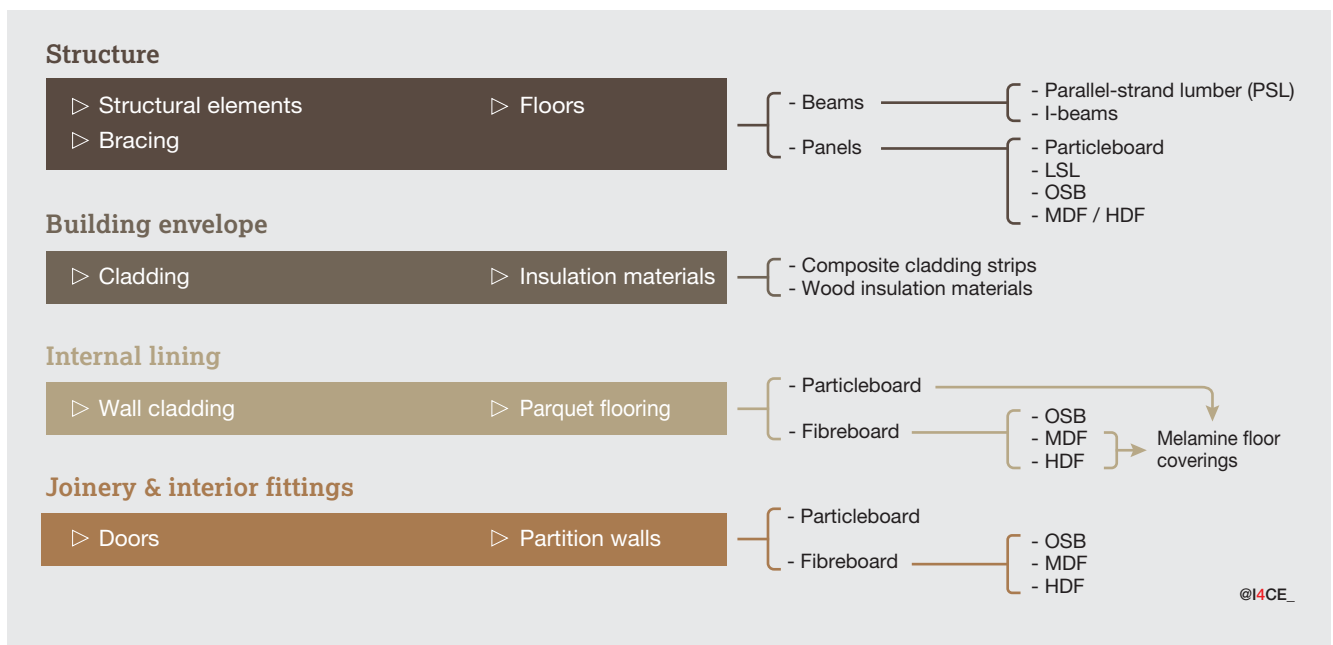 Structure
▷ Structural elements
▷ Floors
▷ Bracing
- Beams
- Parallel-strand lumber (PSL)
- I-beams
- Panels
- Particleboard
- LSL
- OSB
- MDF / HDF
Building envelope
▷ Cladding
▷ Insulation materials
- Composite cladding strips
- Wood insulation materials
Internal lining
▷ Wall cladding
▷ Parquet flooring
- Particleboard
- Fibreboard
- OSB
- MDF
- HDF
Melamine floor
coverings
Joinery & interior fittings
▷ Doors
▷ Partition walls
- Particleboard
- Fibreboard
- OSB
- MDF
- HDF
@I4CE_